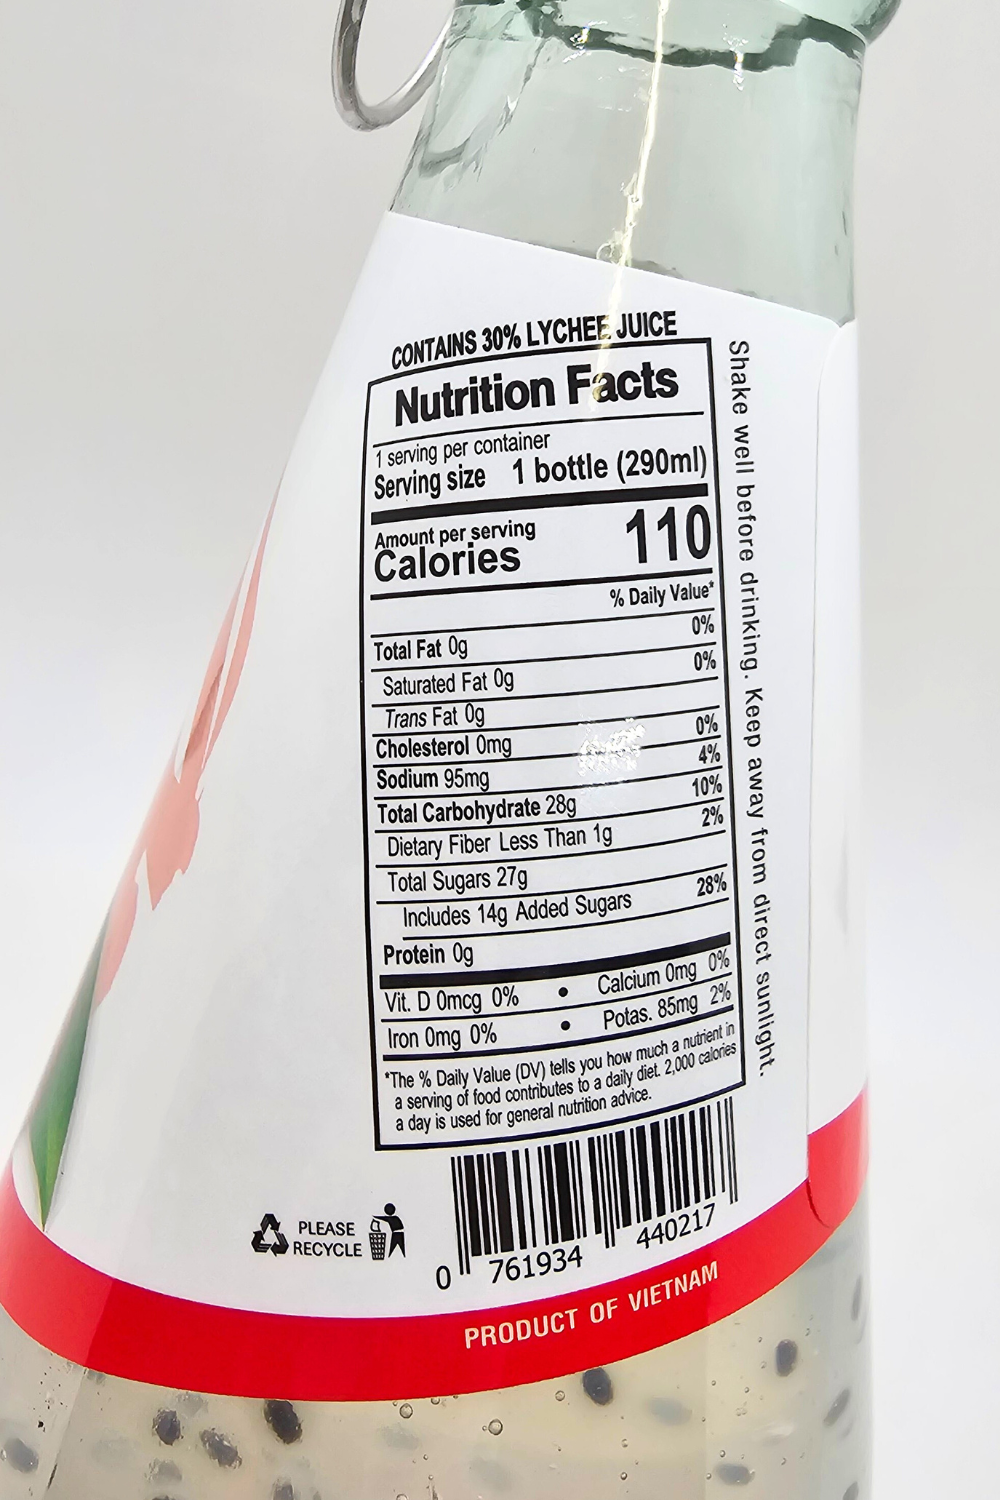 CONTAINS 30% LYCHEE JUICE
Nutrition Facts
1 serving per container
Serving size 1 bottle (290ml)
Amount per serving
Calories 110
% Daily Value*
Total Fat 0g 0%
Saturated Fat 0g 0%
Trans Fat 0g
Cholesterol 0mg 0%
Sodium 95mg 4%
Total Carbohydrate 28g 10%
Dietary Fiber Less Than 1g 2%
Total Sugars 27g
Includes 14g Added Sugars 28%
Protein 0g
Vit. D 0mcg 0% • Calcium 0mg 0%
Iron 0mg 0% • Potas. 85mg 2%
*The % Daily Value (DV) tells you how much a nutrient in
a serving of food contributes to a daily diet. 2,000 calories
a day is used for general nutrition advice.
Shake well before drinking. Keep away from direct sunlight.
PLEASE
RECYCLE
0 761934 440217
PRODUCT OF VIETNAM